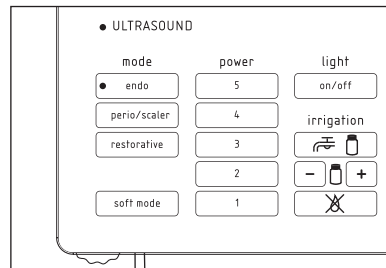 ULTRASOUND
mode power light
endo 5 on/off
perio/scaler 4
irrigation
restorative 3
2 - +
soft mode 1